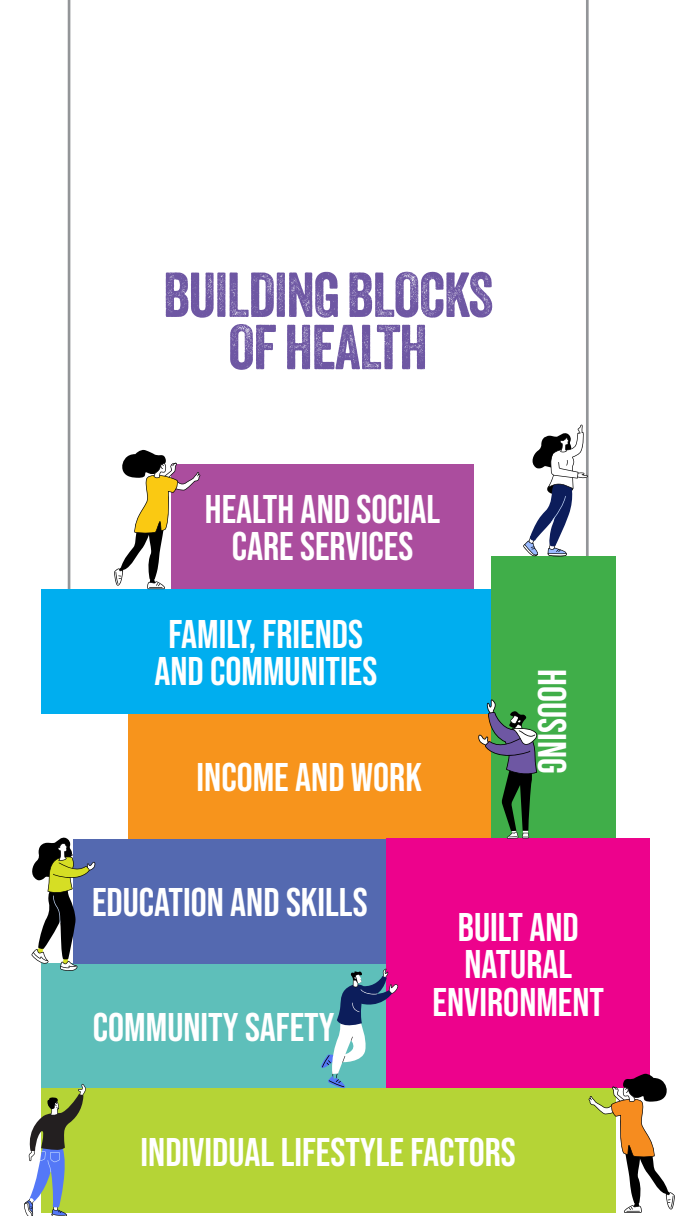 BUILDING BLOCKS
OF HEALTH
HEALTH AND SOCIAL
CARE SERVICES
FAMILY, FRIENDS
AND COMMUNITIES
HOUSING
INCOME AND WORK
EDUCATION AND SKILLS
BUILT AND
NATURAL
ENVIRONMENT
COMMUNITY SAFETY
INDIVIDUAL LIFESTYLE FACTORS